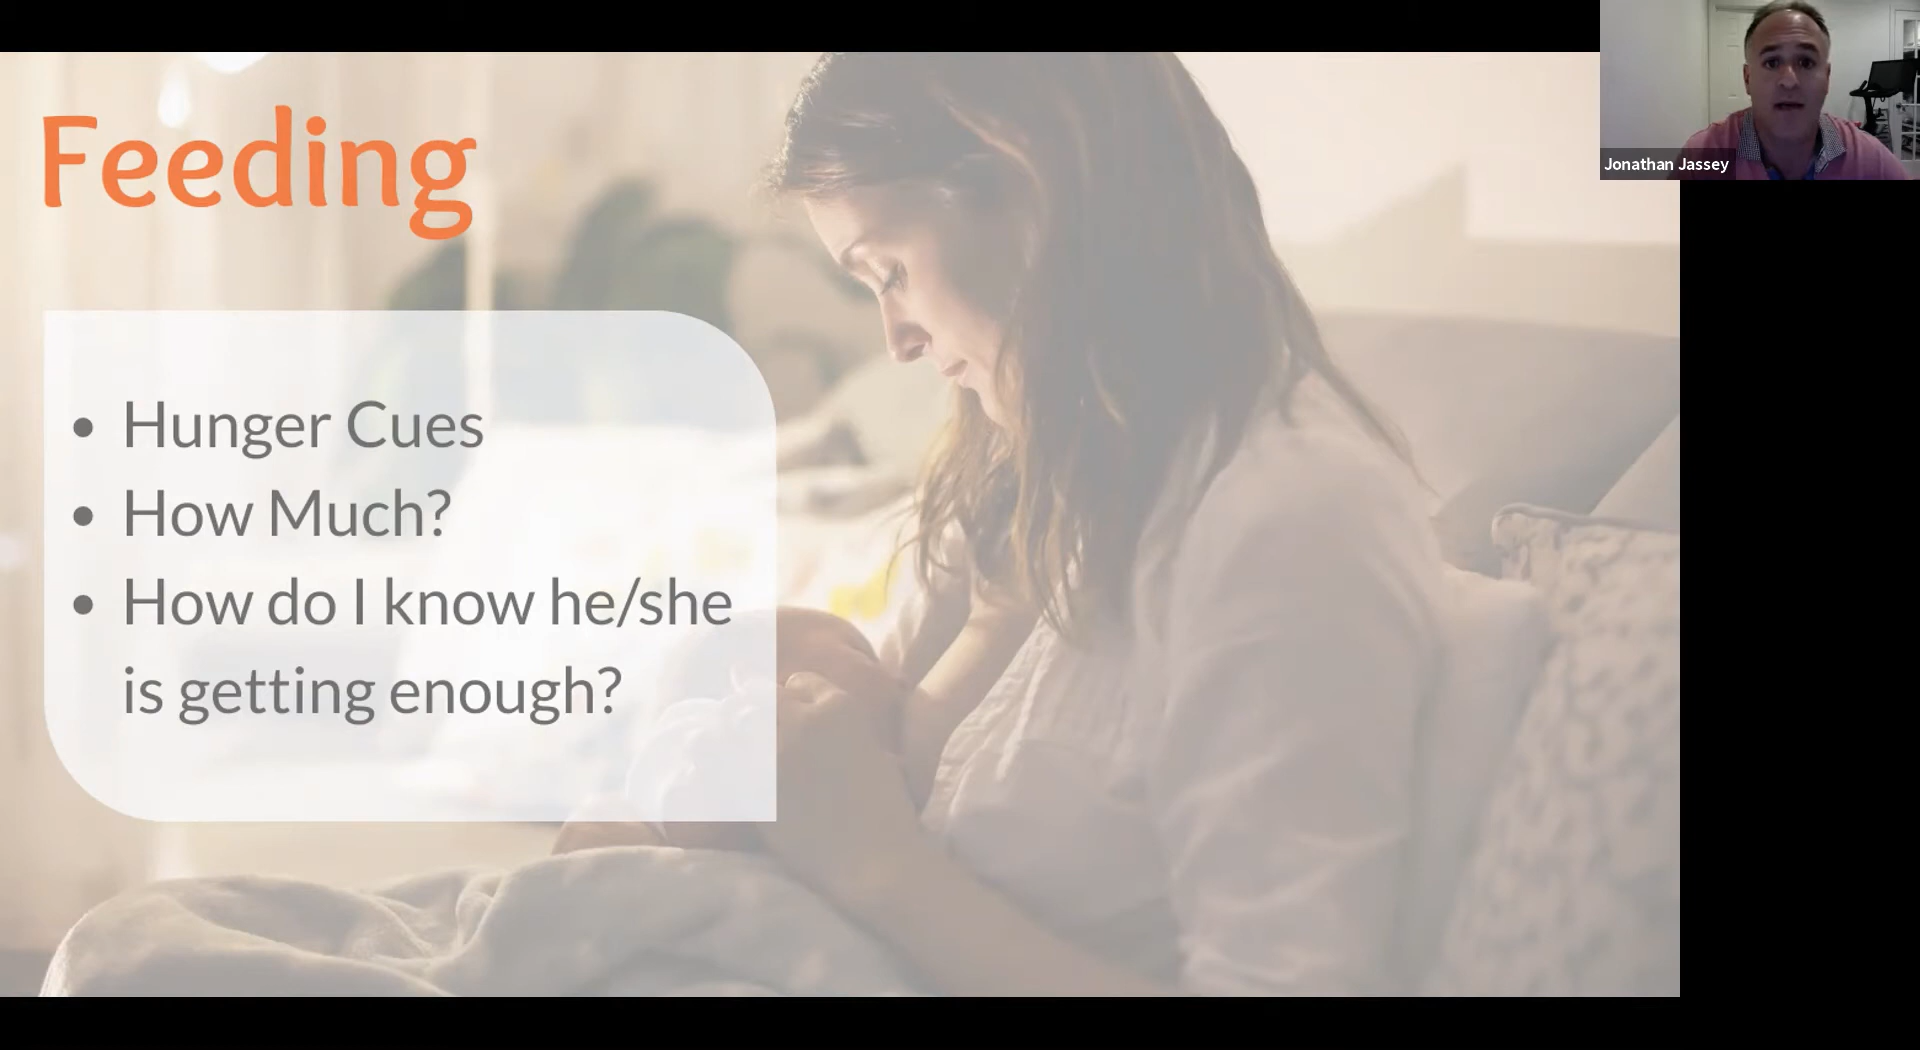 Feeding
Jonathan Jassey
• Hunger Cues
• How Much?
• How do I know he/she
is getting enough?